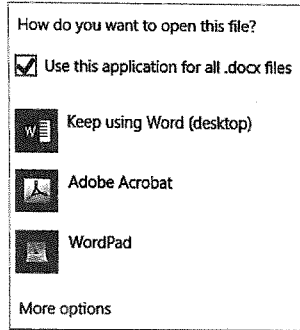 How do you want to open this file?
Use this application for all .docx files
W
Keep using Word (desktop)
Adobe Acrobat
WordPad
More options